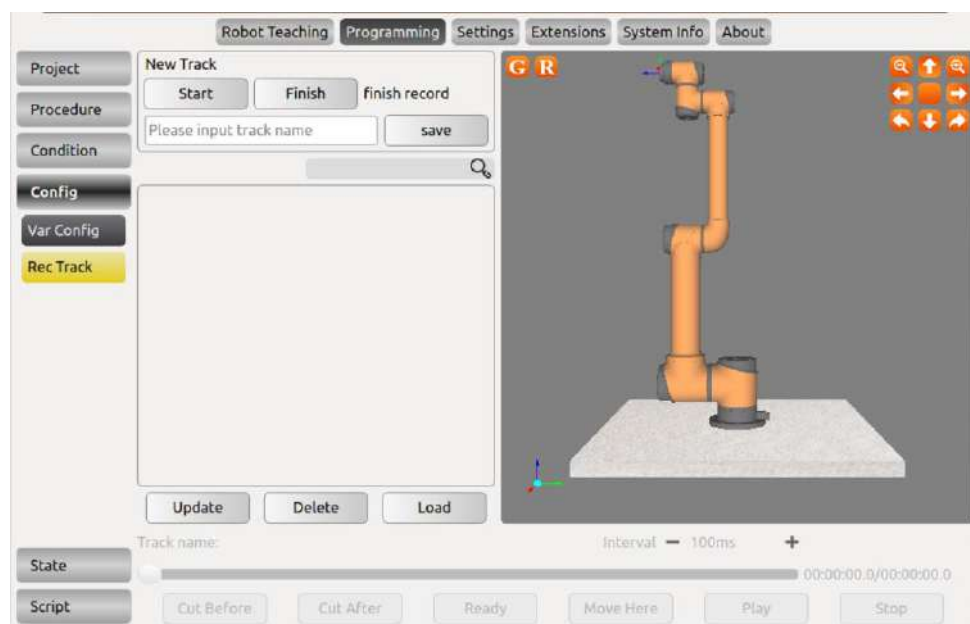 Robot Teaching Programming Settings Extensions System Info About
Project
Procedure
Condition
Config
Var Config
Rec Track
State
Script
New Track
Start Finish finish record
Please input track name save
Update Delete Load
G R
Track name: Interval 100ms
00:00:00.0/00:00:00.0
Cut Before Cut After Ready Move Here Play Stop